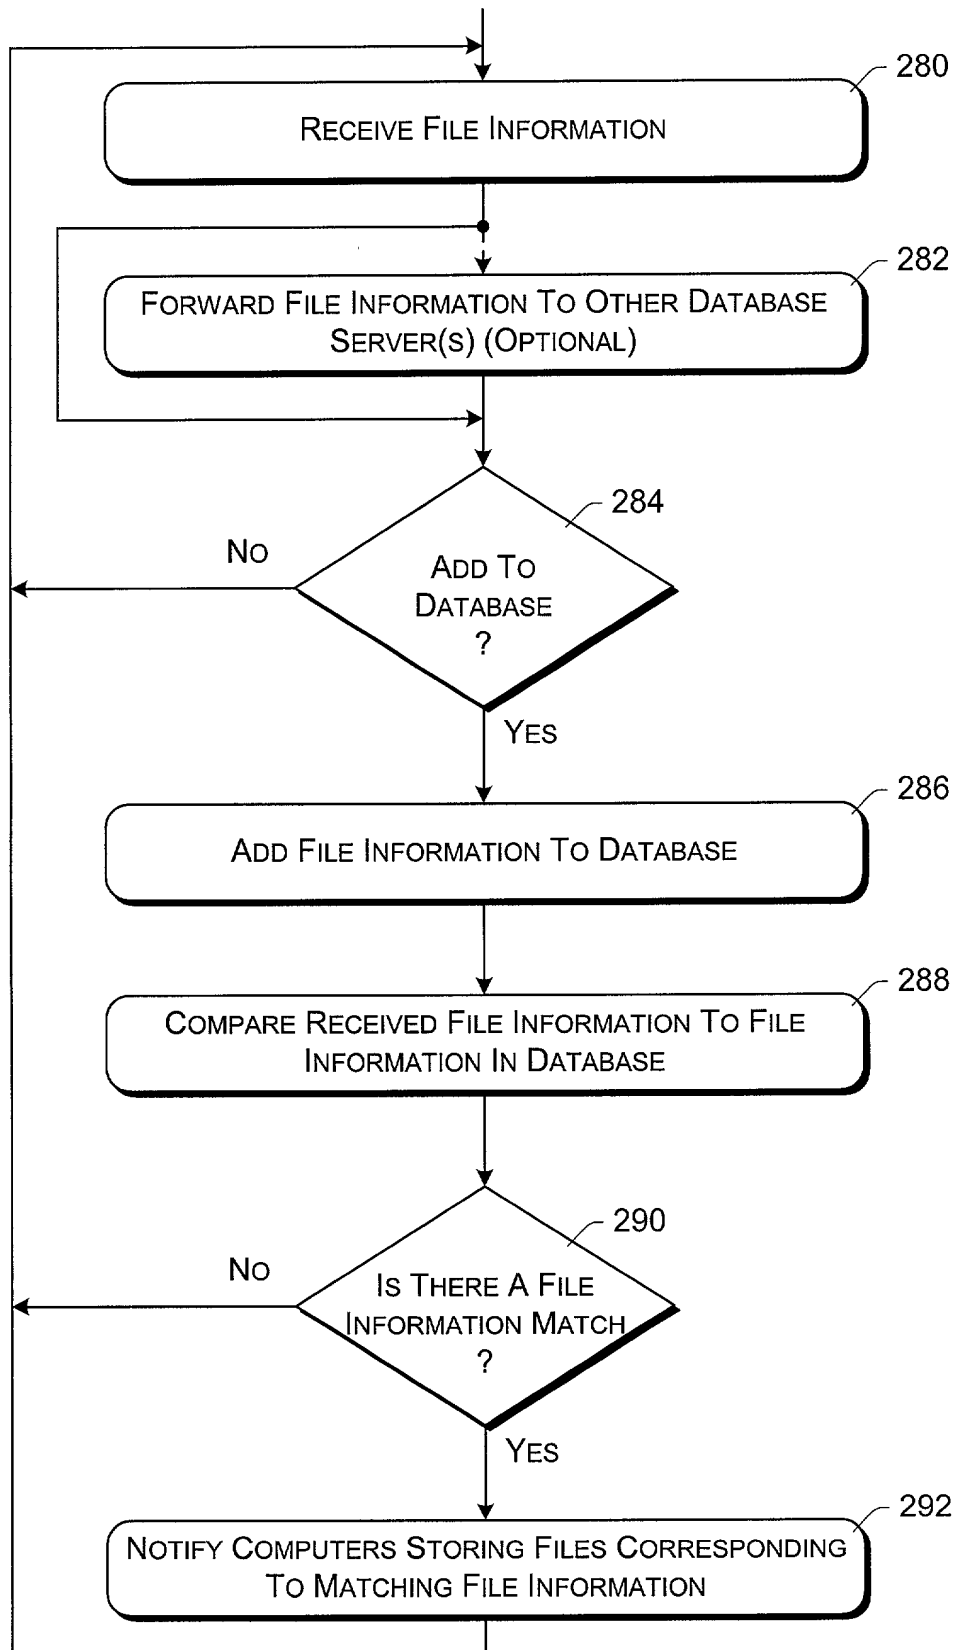 280
RECEIVE FILE INFORMATION
282
FORWARD FILE INFORMATION TO OTHER DATABASE
SERVER(S) (OPTIONAL)
284
NO
ADD TO
DATABASE
?
YES
286
ADD FILE INFORMATION TO DATABASE
288
COMPARE RECEIVED FILE INFORMATION TO FILE
INFORMATION IN DATABASE
290
NO
IS THERE A FILE
INFORMATION MATCH
?
YES
292
NOTIFY COMPUTERS STORING FILES CORRESPONDING
TO MATCHING FILE INFORMATION